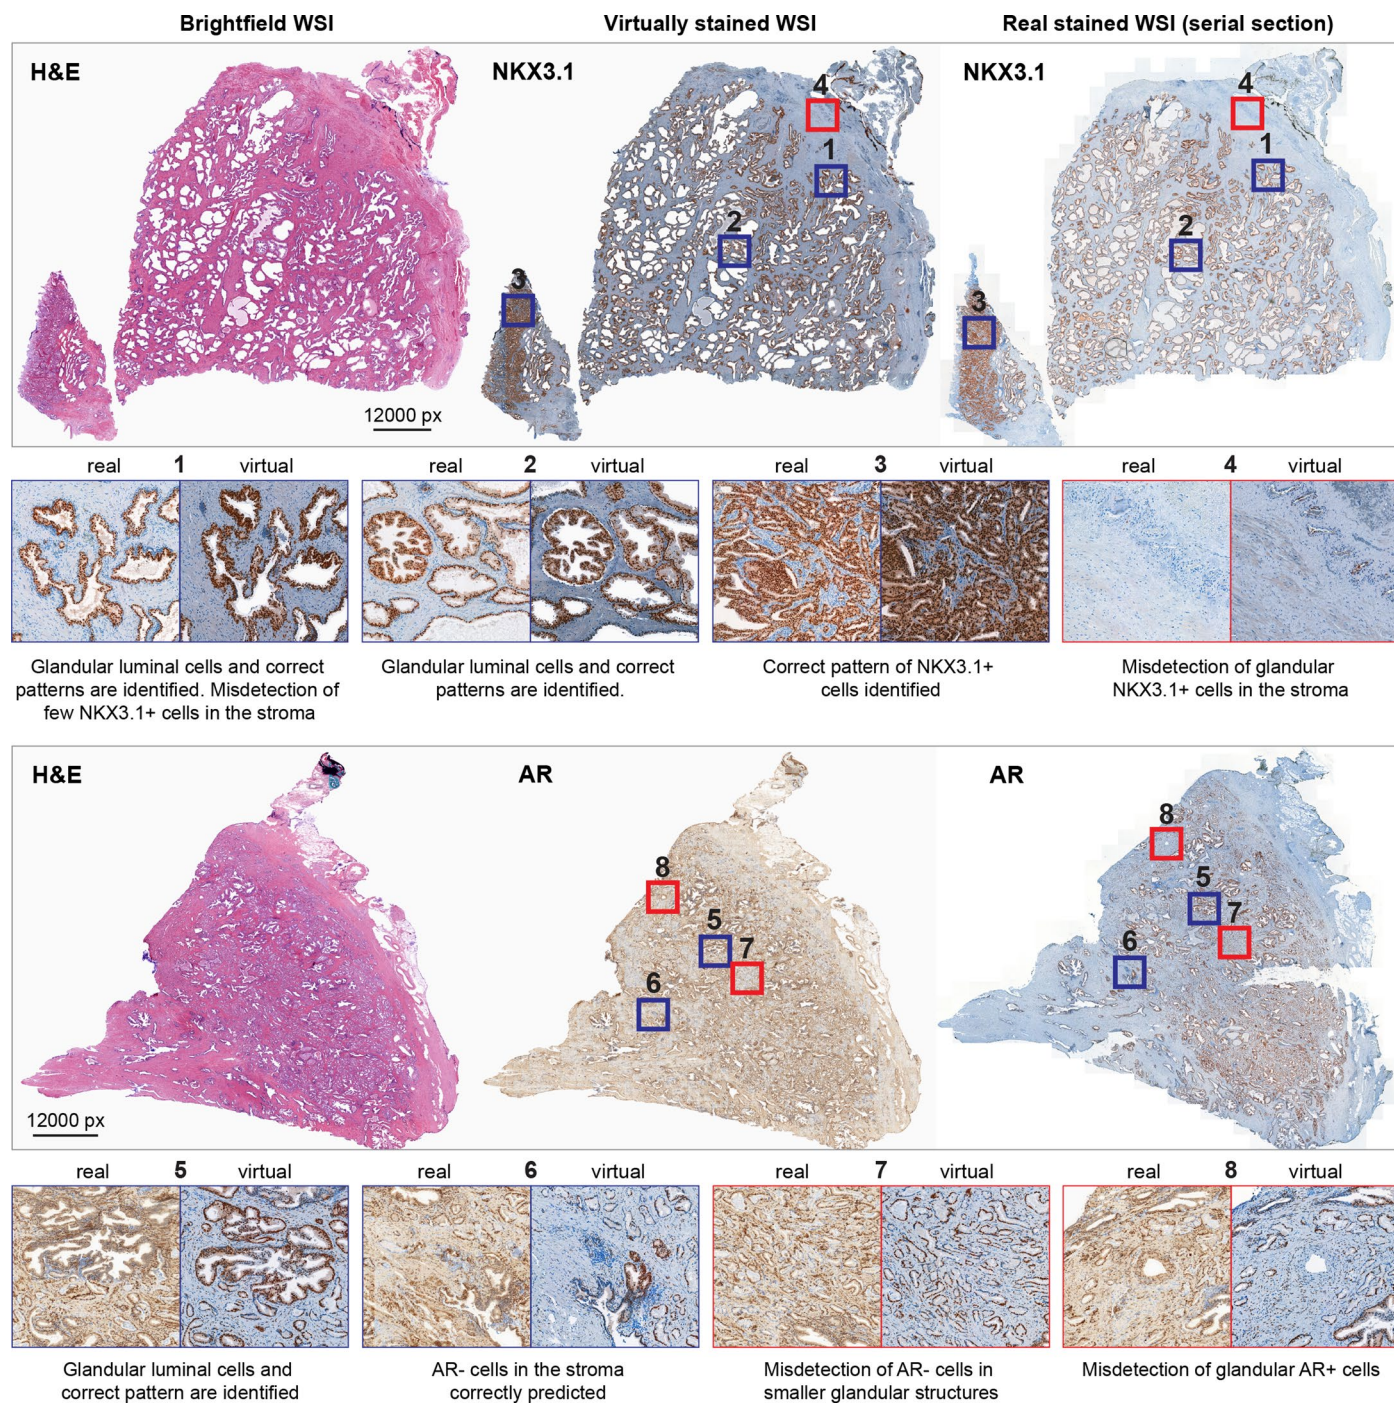 Brightfield WSI Virtually stained WSI Real stained WSI (serial section)
H&E NKX3.1 NKX3.1
4 4
1 1
2 2
3 3
12000 px
real 1 virtual real 2 virtual real 3 virtual real 4 virtual
Glandular luminal cells and correct
patterns are identified. Misdetection of
few NKX3.1+ cells in the stroma
Glandular luminal cells and correct
patterns are identified.
Correct pattern of NKX3.1+
cells identified
Misdetection of glandular
NKX3.1+ cells in the stroma
H&E AR AR
8 8
5 5
7 7
6 6
12000 px
real 5 virtual real 6 virtual real 7 virtual real 8 virtual
Glandular luminal cells and
correct pattern are identified
AR- cells in the stroma
correctly predicted
Misdetection of AR- cells in
smaller glandular structures
Misdetection of glandular AR+ cells